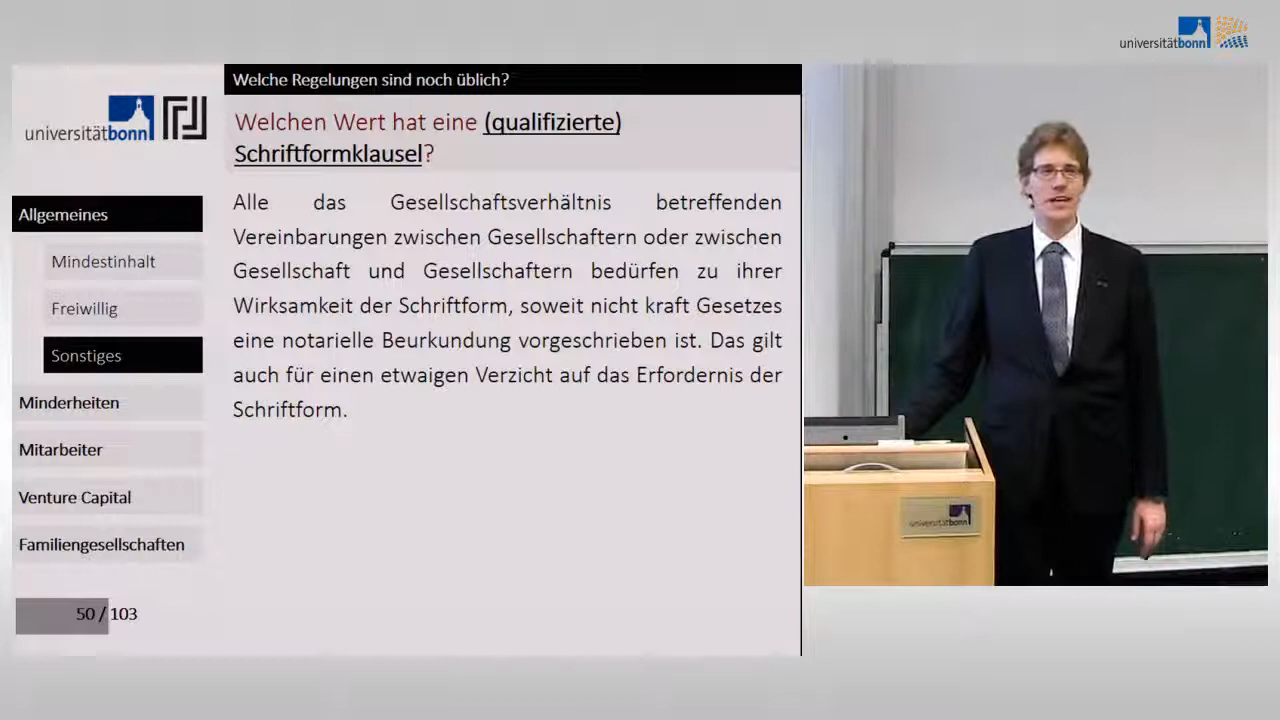 universitätbonn
Welche Regelungen sind noch üblich?
universitätbonn
Welchen Wert hat eine (qualifizierte)
Schriftformklausel?
Allgemeines
Mindestinhalt
Freiwillig
Sonstiges
Minderheiten
Mitarbeiter
Venture Capital
Familiengesellschaften
50 / 103
Alle das Gesellschaftsverhältnis betreffenden
Vereinbarungen zwischen Gesellschaftern oder zwischen
Gesellschaft und Gesellschaftern bedürfen zu ihrer
Wirksamkeit der Schriftform, soweit nicht kraft Gesetzes
eine notarielle Beurkundung vorgeschrieben ist. Das gilt
auch für einen etwaigen Verzicht auf das Erfordernis der
Schriftform.
universitätbonn